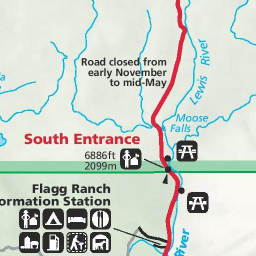 Road closed from
early November
to mid-May
Lewis River
Moose
Falls
South Entrance
6886ft
2099m
Flagg Ranch
ormation Station
River